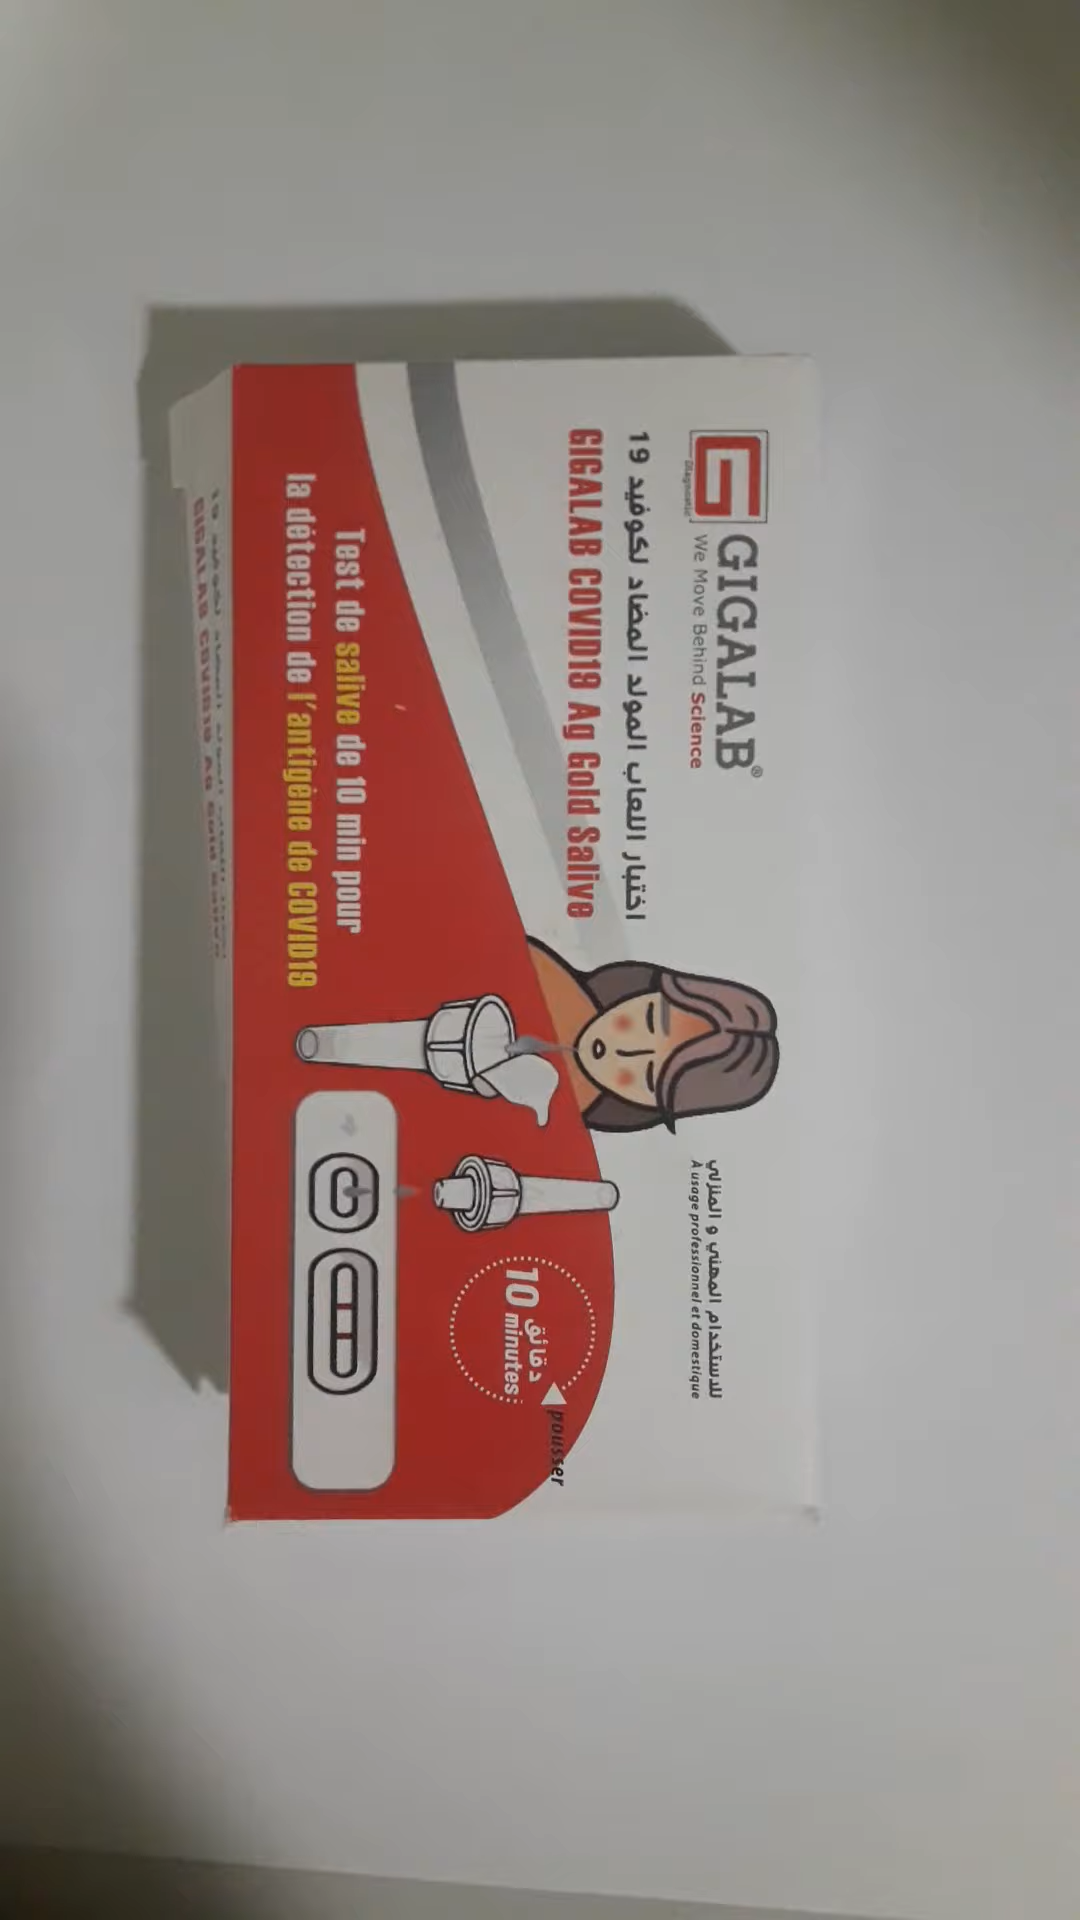 GIGALAB®
Diagnostic
We Move Behind Science
للاستخدام المهني و المنزلي
À usage professionnel et domestique
اختبار اللعاب المولد المضاد لكوفيد 19
GIGALAB COVID19 Ag Gold Salive
pousser
10 دقائق
minutes
Test de salive de 10 min pour
la détection de l'antigène de COVID19
GIGALAB COVID19 AG Gold Salive